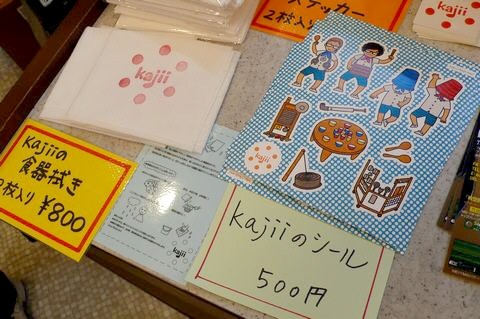 ステッカー
2枚入り
kajii
kajiiの
食器拭き
2枚入り ¥800
kajii
kajii
kajiiのシール
500円